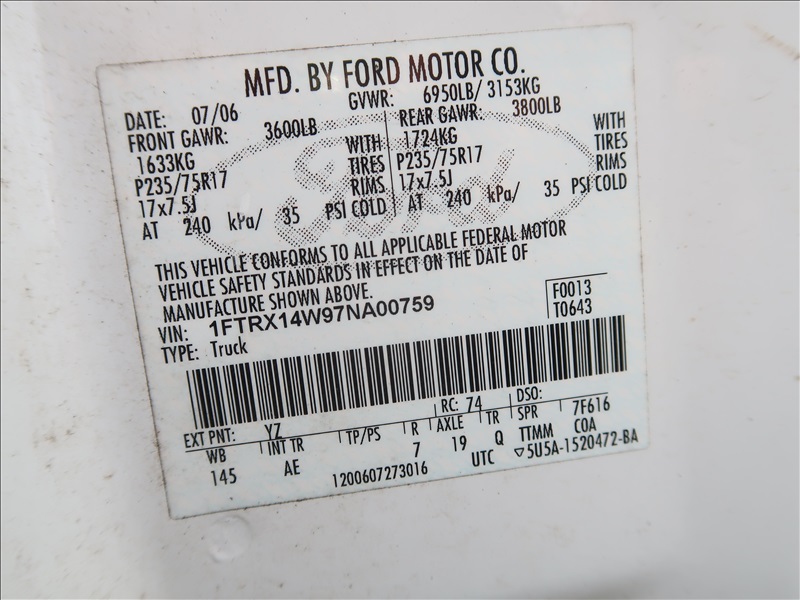 MFD. BY FORD MOTOR CO.
DATE: 07/06 GVWR: 6950LB/ 3153KG
FRONT GAWR: 3600LB REAR GAWR: 3800LB
1633KG WITH 1724KG WITH
P235/75R17 TIRES P235/75R17 TIRES
17x7.5J RIMS 17x7.5J RIMS
AT 240 kPa/ 35 PSI COLD AT 240 kPa/ 35 PSI COLD
Ford
THIS VEHICLE CONFORMS TO ALL APPLICABLE FEDERAL MOTOR
VEHICLE SAFETY STANDARDS IN EFFECT ON THE DATE OF
MANUFACTURE SHOWN ABOVE.
VIN: 1FTRX14W97NA00759 F0013
TYPE: Truck T0643
EXT PNT: YZ RC: 74 DSO:
WB INT TR TP/PS R AXLE TR SPR 7F616
145 AE 7 19 Q TTMM COA
1200607273016 UTC ▽5U5A-1520472-BA